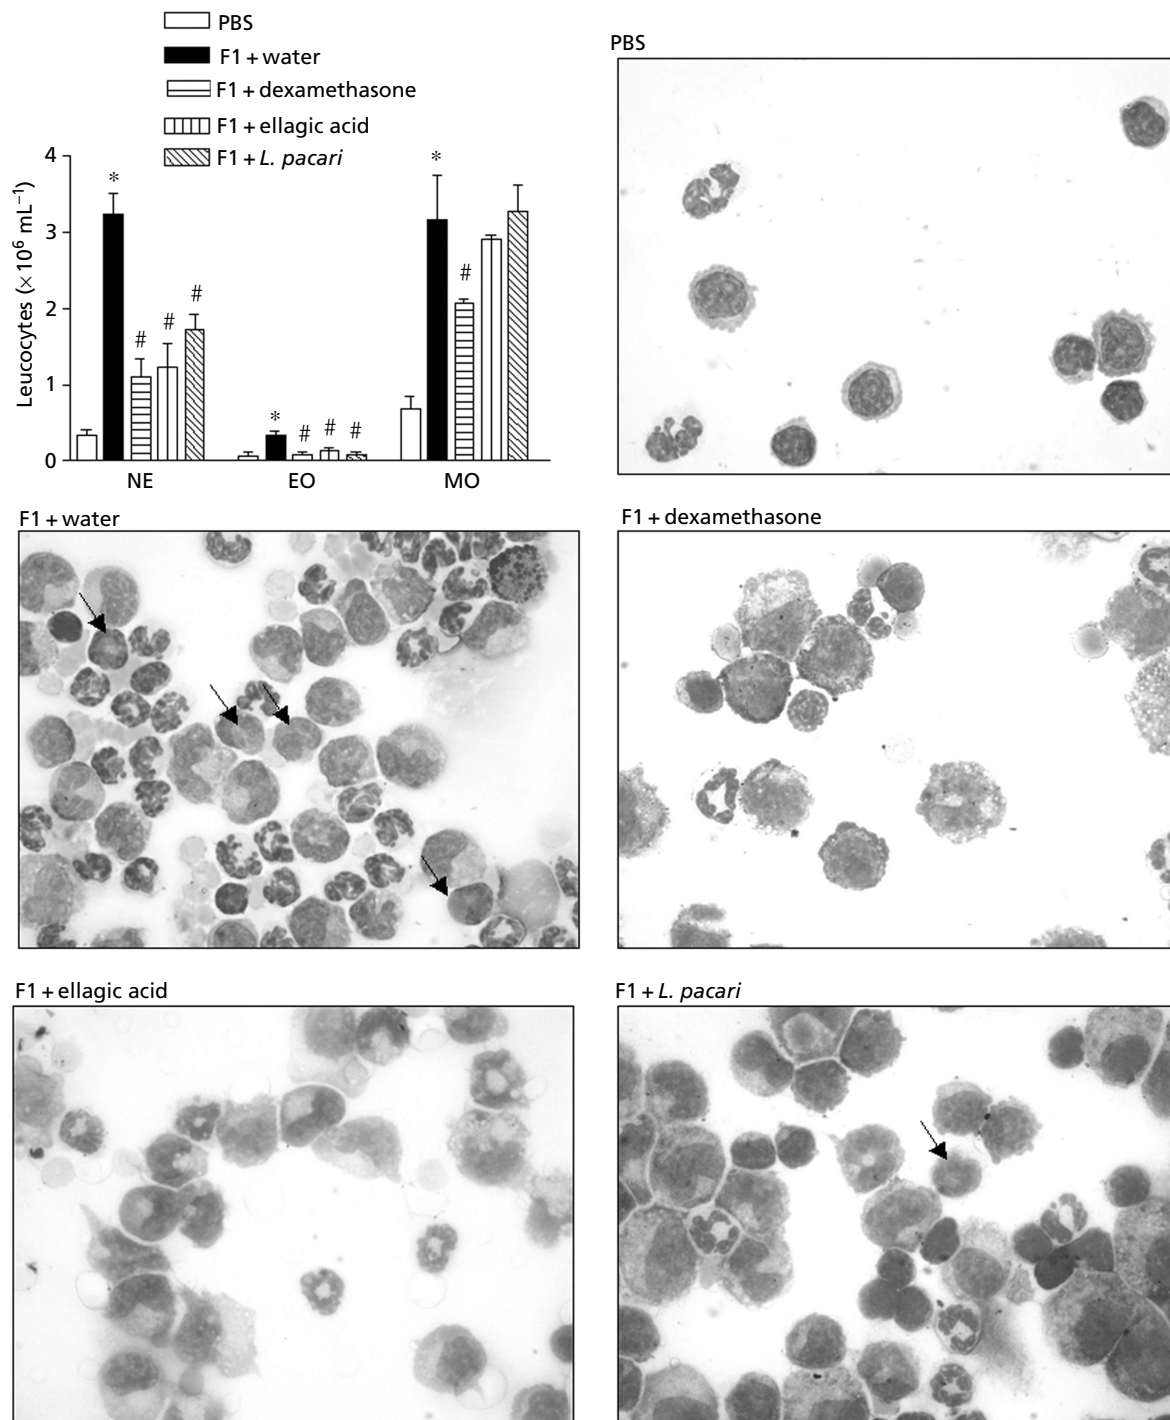 PBS
F1 + water
F1 + dexamethasone
F1 + ellagic acid
F1 + L. pacari
Leucocytes (×10⁶ mL⁻¹)
4
3
2
1
0
*
#
#
#
*
#
#
#
*
#
NE EO MO
PBS
F1 + water
F1 + dexamethasone
F1 + ellagic acid
F1 + L. pacari